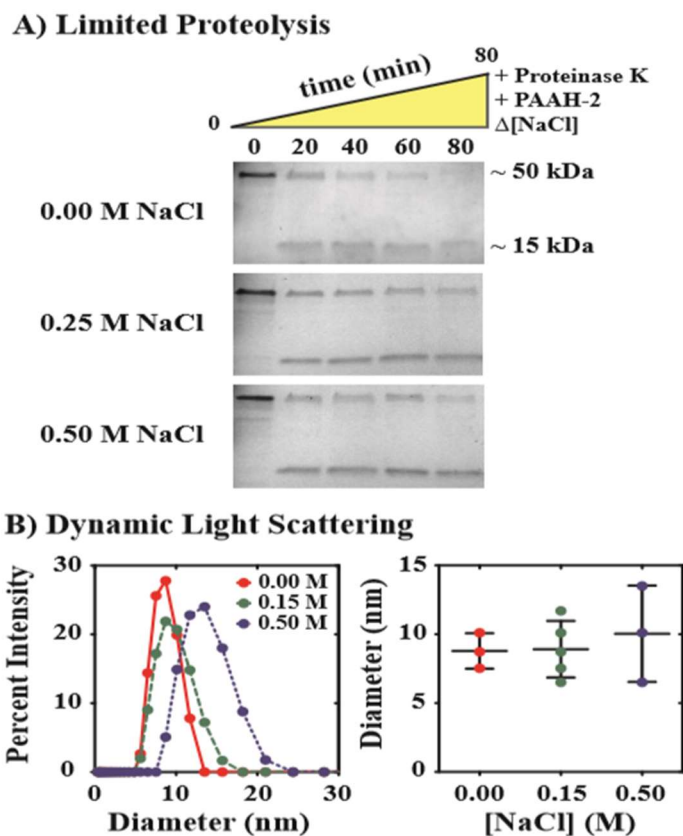 A) Limited Proteolysis
80
time (min)
+ Proteinase K
+ PAAH-2
0
Δ[NaCl]
0 20 40 60 80
0.00 M NaCl
~ 50 kDa
~ 15 kDa
0.25 M NaCl
0.50 M NaCl
B) Dynamic Light Scattering
Percent Intensity
30
20
10
0
0.00 M
0.15 M
0.50 M
0 10 20 30
Diameter (nm)
Diameter (nm)
15
10
5
0
0.00 0.15 0.50
[NaCl] (M)